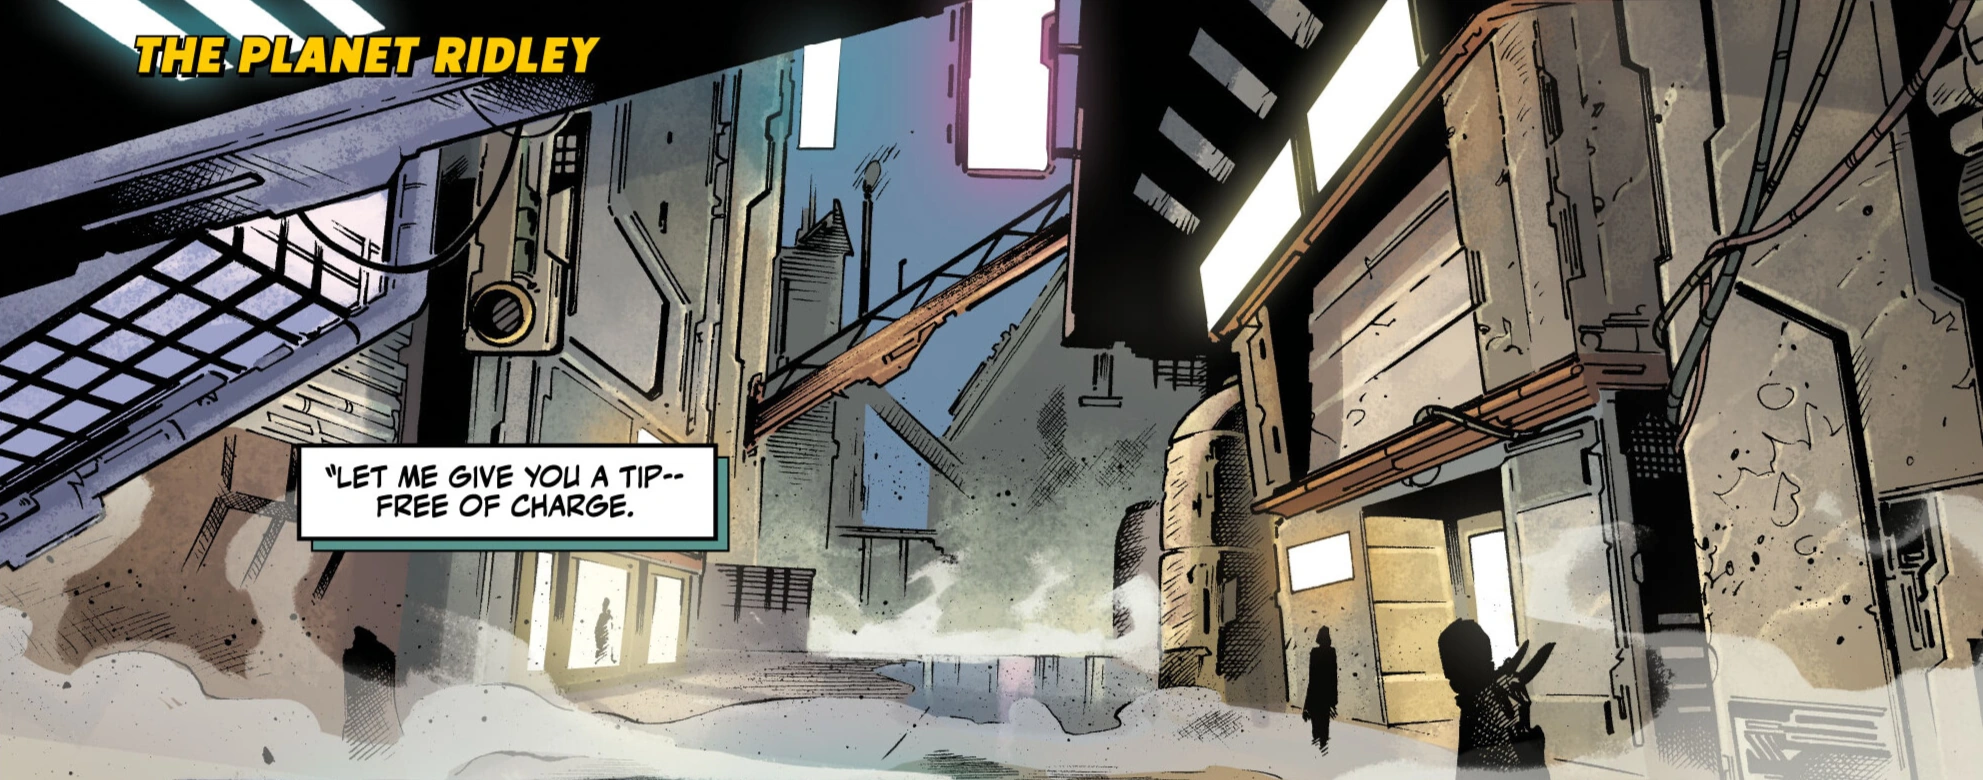 THE PLANET RIDLEY
"LET ME GIVE YOU A TIP--
FREE OF CHARGE.